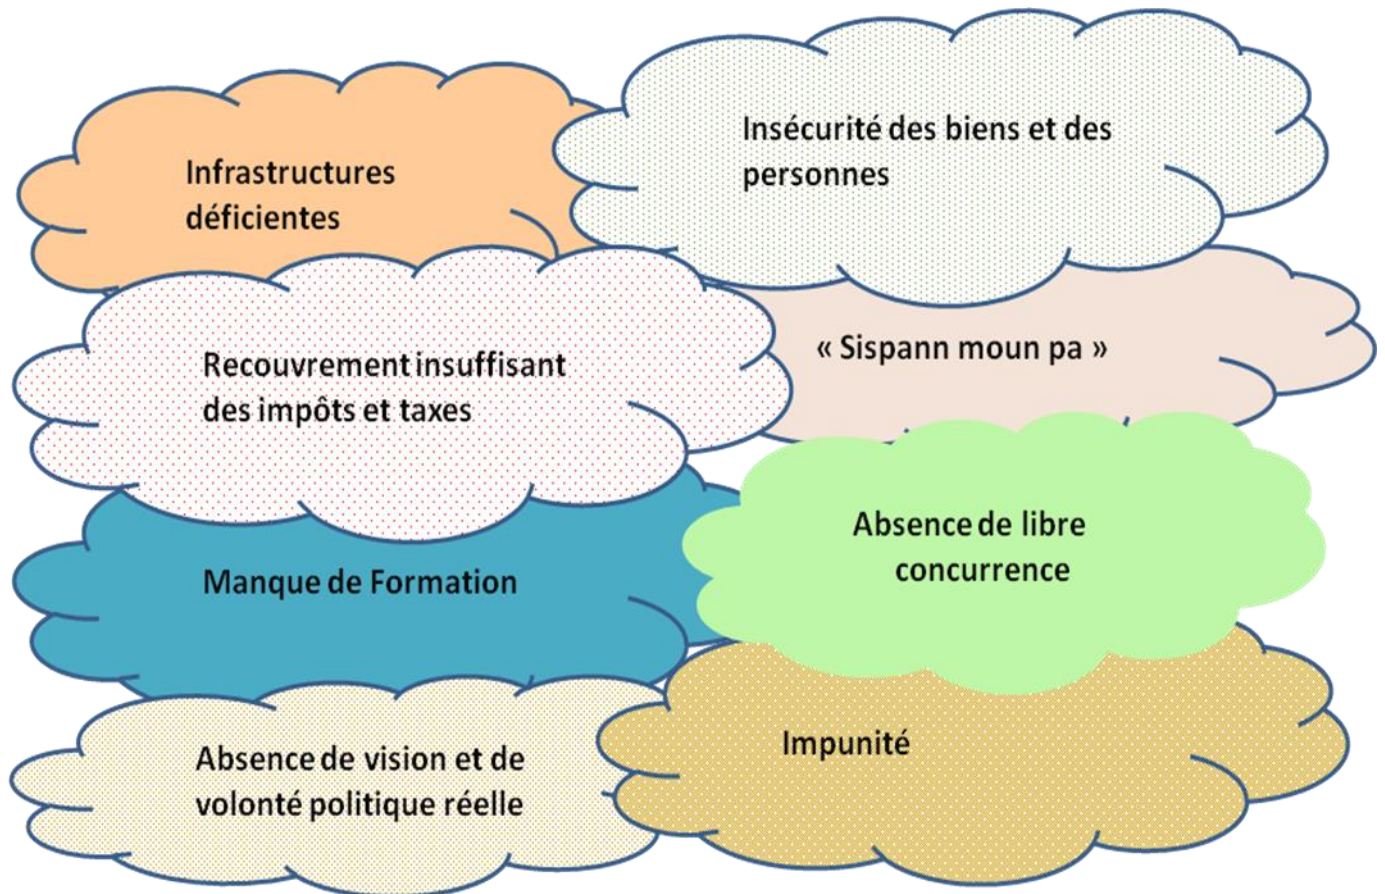 Infrastructures
déficientes
Insécurité des biens et des
personnes
Recouvrement insuffisant
des impôts et taxes
« Sispann moun pa »
Manque de Formation
Absence de libre
concurrence
Absence de vision et de
volonté politique réelle
Impunité